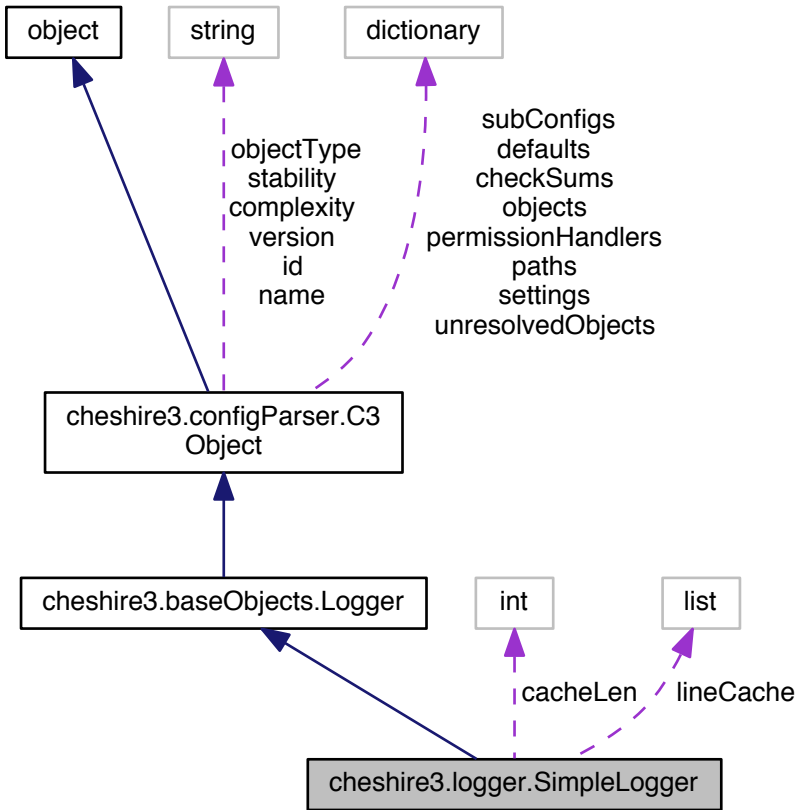 object
string
dictionary
objectType
stability
complexity
version
id
name
subConfigs
defaults
checkSums
objects
permissionHandlers
paths
settings
unresolvedObjects
cheshire3.configParser.C3
Object
cheshire3.baseObjects.Logger
int
list
cacheLen
lineCache
cheshire3.logger.SimpleLogger